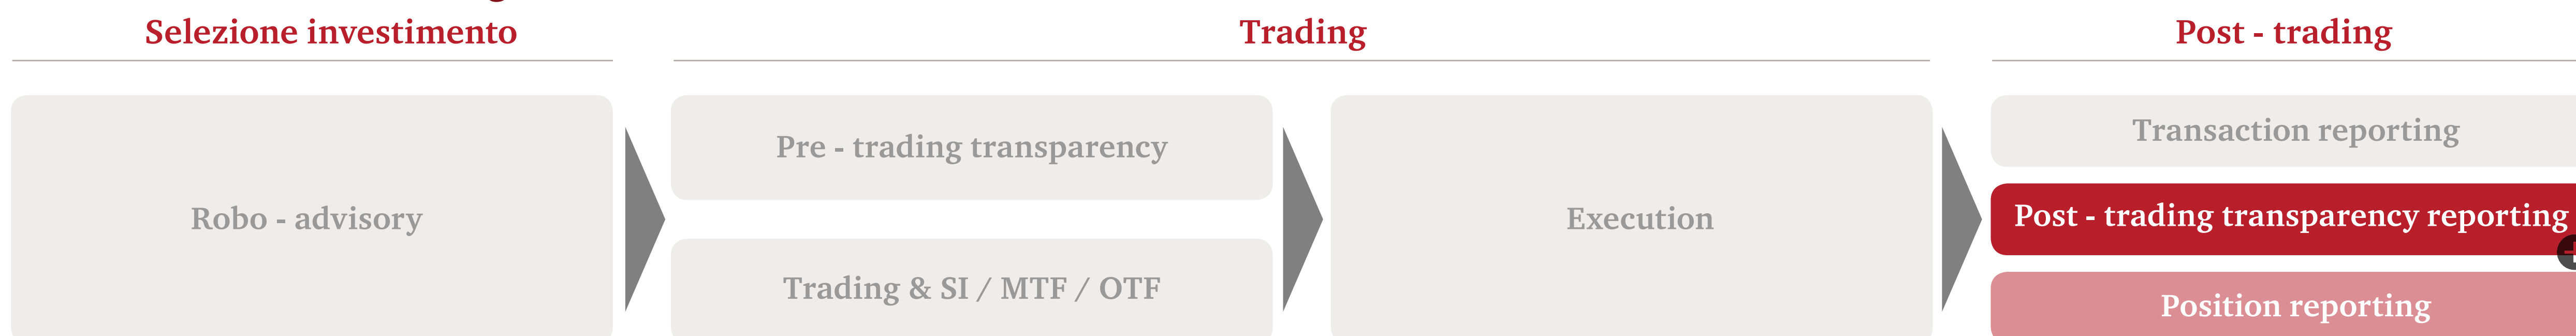 Selezione investimento
Trading
Post - trading
Robo - advisory
Pre - trading transparency
Trading & SI / MTF / OTF
Execution
Transaction reporting
Post - trading transparency reporting
Position reporting